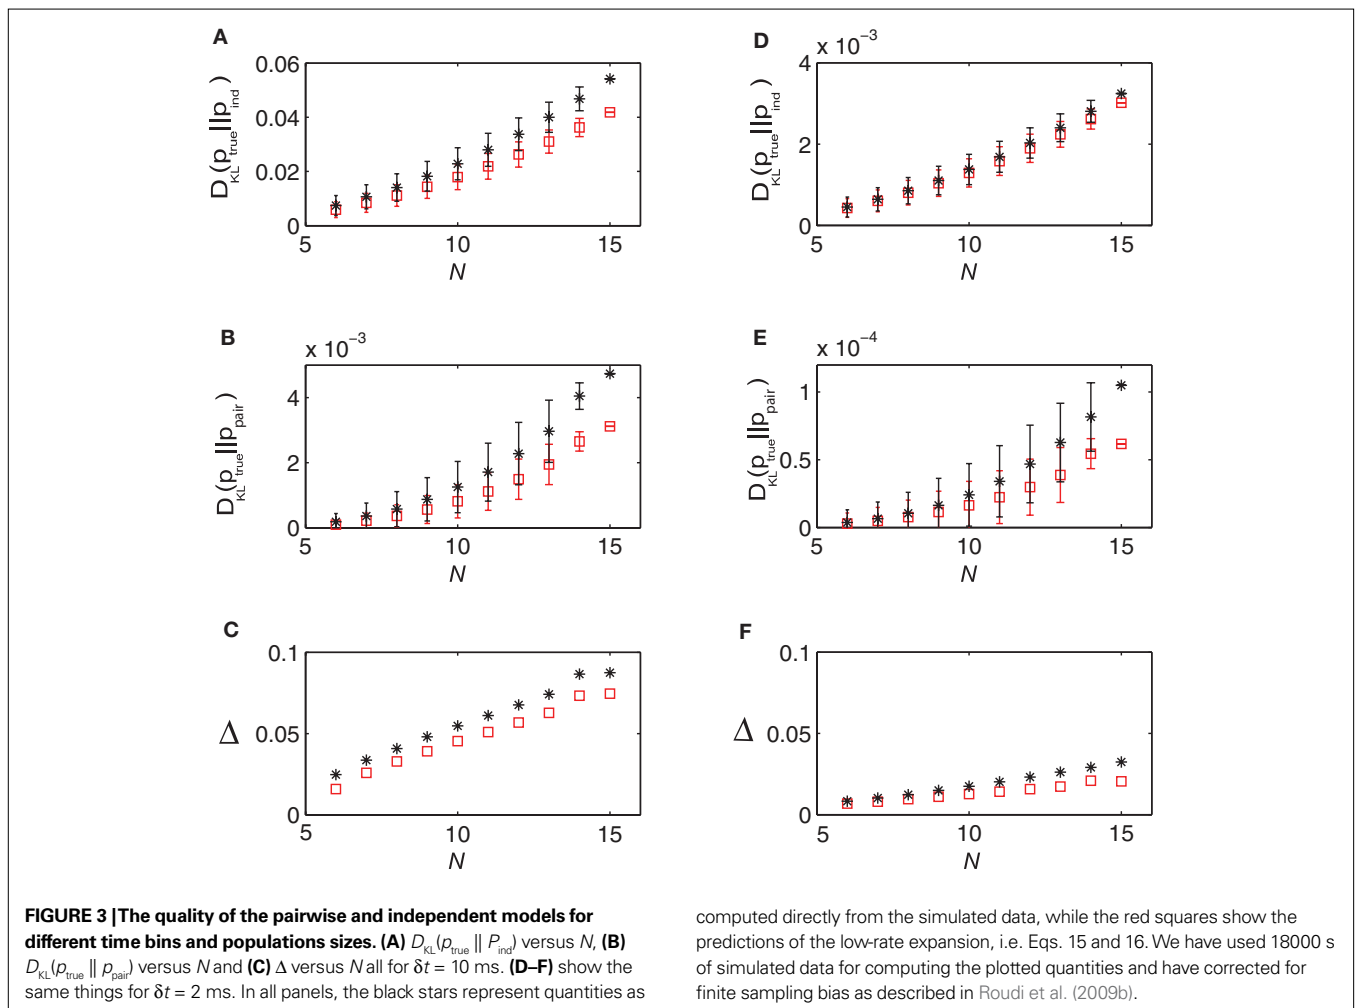 A
0.06
0.04
0.02
0
D_KL(p_true||p_ind)
5
10
15
N
B
x 10^−3
4
2
0
D_KL(p_true||p_pair)
5
10
15
N
C
0.1
0.05
0
Δ
5
10
15
N
D
x 10^−3
4
2
0
D_KL(p_true||p_ind)
5
10
15
N
E
x 10^−4
1
0.5
0
D_KL(p_true||p_pair)
5
10
15
N
F
0.1
0.05
0
Δ
5
10
15
N
FIGURE 3 | The quality of the pairwise and independent models for
different time bins and populations sizes. (A) D_KL(p_true || P_ind) versus N, (B)
D_KL(p_true || p_pair) versus N and (C) Δ versus N all for δt = 10 ms. (D–F) show the
same things for δt = 2 ms. In all panels, the black stars represent quantities as
computed directly from the simulated data, while the red squares show the
predictions of the low-rate expansion, i.e. Eqs. 15 and 16. We have used 18000 s
of simulated data for computing the plotted quantities and have corrected for
finite sampling bias as described in Roudi et al. (2009b).